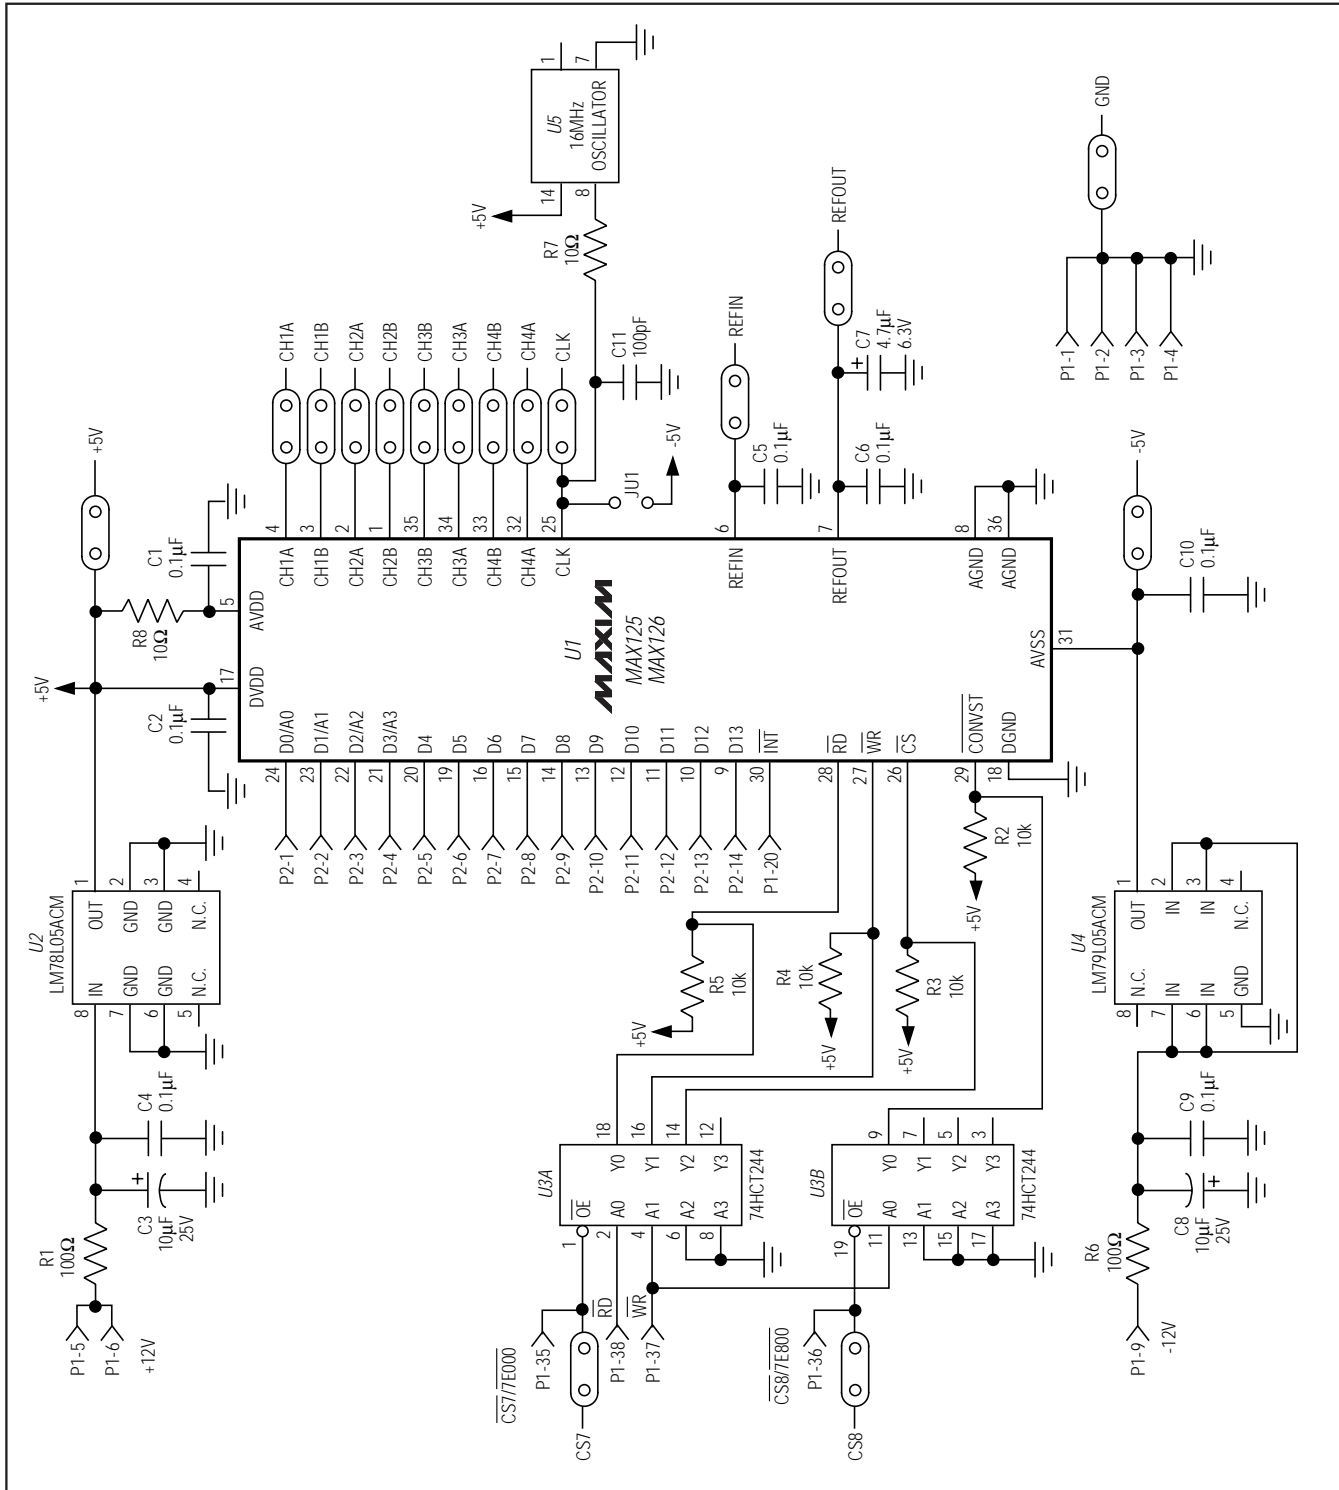 P1-5
P1-6
+12V
R1
100Ω
C3
10µF
25V
+
C4
0.1µF
U2
LM78L05ACM
8
IN
OUT
1
7
GND
GND
2
6
GND
GND
3
5
N.C.
N.C.
4
+5V
+5V
C2
0.1µF
R8
10Ω
C1
0.1µF
17
DVDD
5
AVDD
U1
MAXIM
MAX125
MAX126
P2-1
24
D0/A0
P2-2
23
D1/A1
P2-3
22
D2/A2
P2-4
21
D3/A3
P2-5
20
D4
P2-6
19
D5
P2-7
16
D6
P2-8
15
D7
P2-9
14
D8
P2-10
13
D9
P2-11
12
D10
P2-12
11
D11
P2-13
10
D12
P2-14
9
D13
P1-20
30
INT
28
RD
27
WR
26
CS
29
CONVST
18
DGND
CH1A
4
CH1A
CH1B
3
CH1B
CH2A
2
CH2A
CH2B
1
CH2B
CH3B
35
CH3B
CH3A
34
CH3A
CH4B
33
CH4B
CH4A
32
CH4A
CLK
25
CLK
JU1
-5V
C11
100pF
R7
10Ω
+5V
14
8
U5
16MHz
OSCILLATOR
1
7
REFIN
6
REFIN
C5
0.1µF
REFOUT
7
REFOUT
C6
0.1µF
+
C7
4.7µF
6.3V
AGND
8
AGND
36
AVSS
31
P1-1
P1-2
P1-3
P1-4
GND
+5V
R5
10k
+5V
R4
10k
+5V
R3
10k
+5V
R2
10k
CS7/7E000
CS7
P1-35
RD
P1-38
WR
P1-37
U3A
1
OE
2
A0
Y0
18
4
A1
Y1
16
6
A2
Y2
14
8
A3
Y3
12
74HCT244
CS8/7E800
CS8
P1-36
U3B
19
OE
11
A0
Y0
9
13
A1
Y1
7
15
A2
Y2
5
17
A3
Y3
3
74HCT244
P1-9
-12V
R6
100Ω
C8
10µF
25V
+
C9
0.1µF
U4
LM79L05ACM
8
N.C.
OUT
1
7
IN
IN
2
6
IN
IN
3
5
GND
N.C.
4
C10
0.1µF
-5V